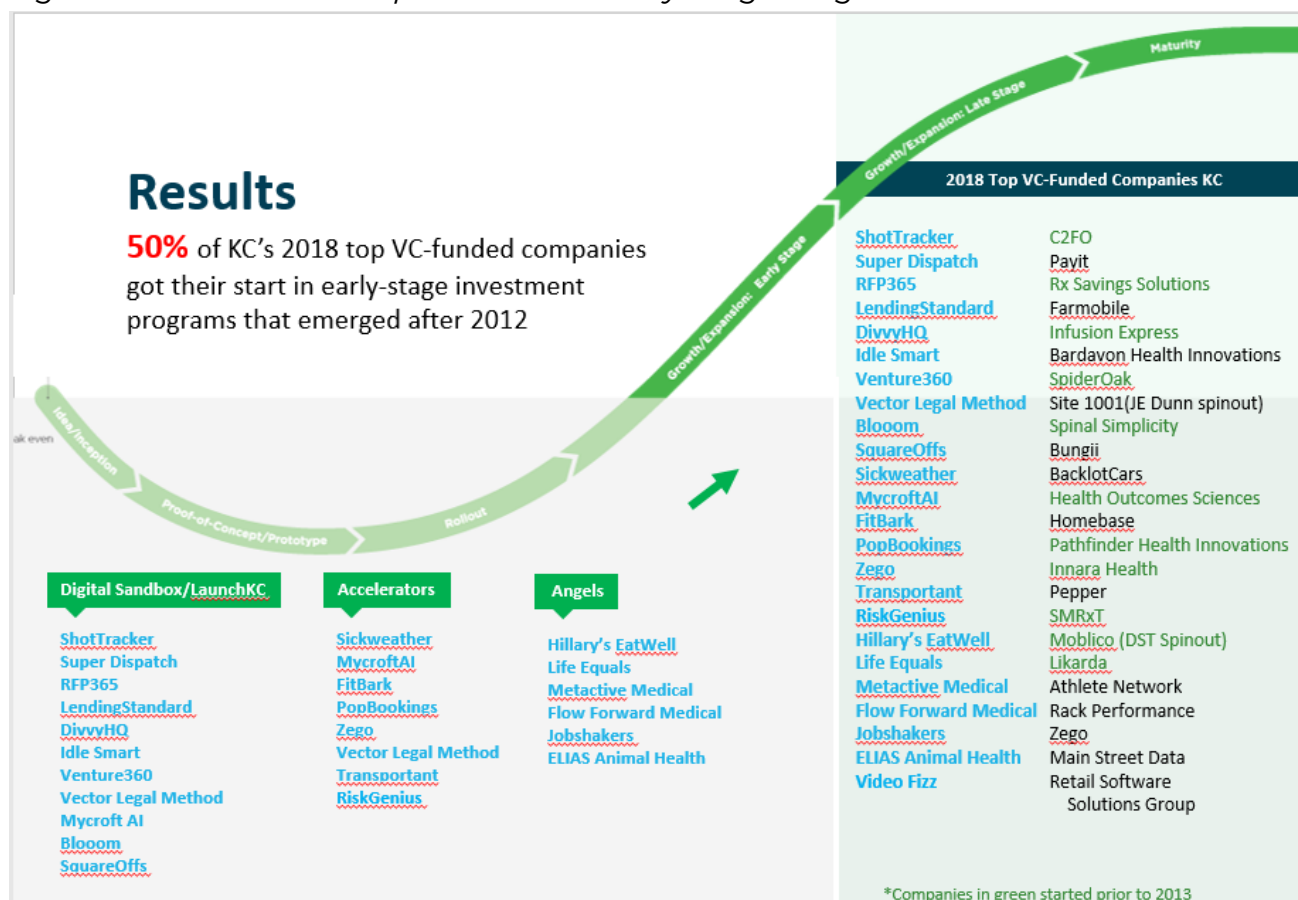 Results
50% of KC's 2018 top VC-funded companies
got their start in early-stage investment
programs that emerged after 2012
ak even
Idea/Inception
Proof-of-Concept/Prototype
Rollout
Growth/Expansion: Early Stage
Growth/Expansion: Late Stage
Maturity
Digital Sandbox/LaunchKC
ShotTracker
Super Dispatch
RFP365
LendingStandard
DivvyHQ
Idle Smart
Venture360
Vector Legal Method
Mycroft AI
Blooom
SquareOffs
Accelerators
Sickweather
MycroftAI
FitBark
PopBookings
Zego
Vector Legal Method
Transportant
RiskGenius
Angels
Hillary's EatWell
Life Equals
Metactive Medical
Flow Forward Medical
Jobshakers
ELIAS Animal Health
2018 Top VC-Funded Companies KC
ShotTracker
Super Dispatch
RFP365
LendingStandard
DivvyHQ
Idle Smart
Venture360
Vector Legal Method
Blooom
SquareOffs
Sickweather
MycroftAI
FitBark
PopBookings
Zego
Transportant
RiskGenius
Hillary's EatWell
Life Equals
Metactive Medical
Flow Forward Medical
Jobshakers
ELIAS Animal Health
Video Fizz
C2FO
Payit
Rx Savings Solutions
Farmobile
Infusion Express
Bardavon Health Innovations
SpiderOak
Site 1001(JE Dunn spinout)
Spinal Simplicity
Bungii
BacklotCars
Health Outcomes Sciences
Homebase
Pathfinder Health Innovations
Innara Health
Pepper
SMRxT
Moblico (DST Spinout)
Likarda
Athlete Network
Rack Performance
Zego
Main Street Data
Retail Software
Solutions Group
*Companies in green started prior to 2013